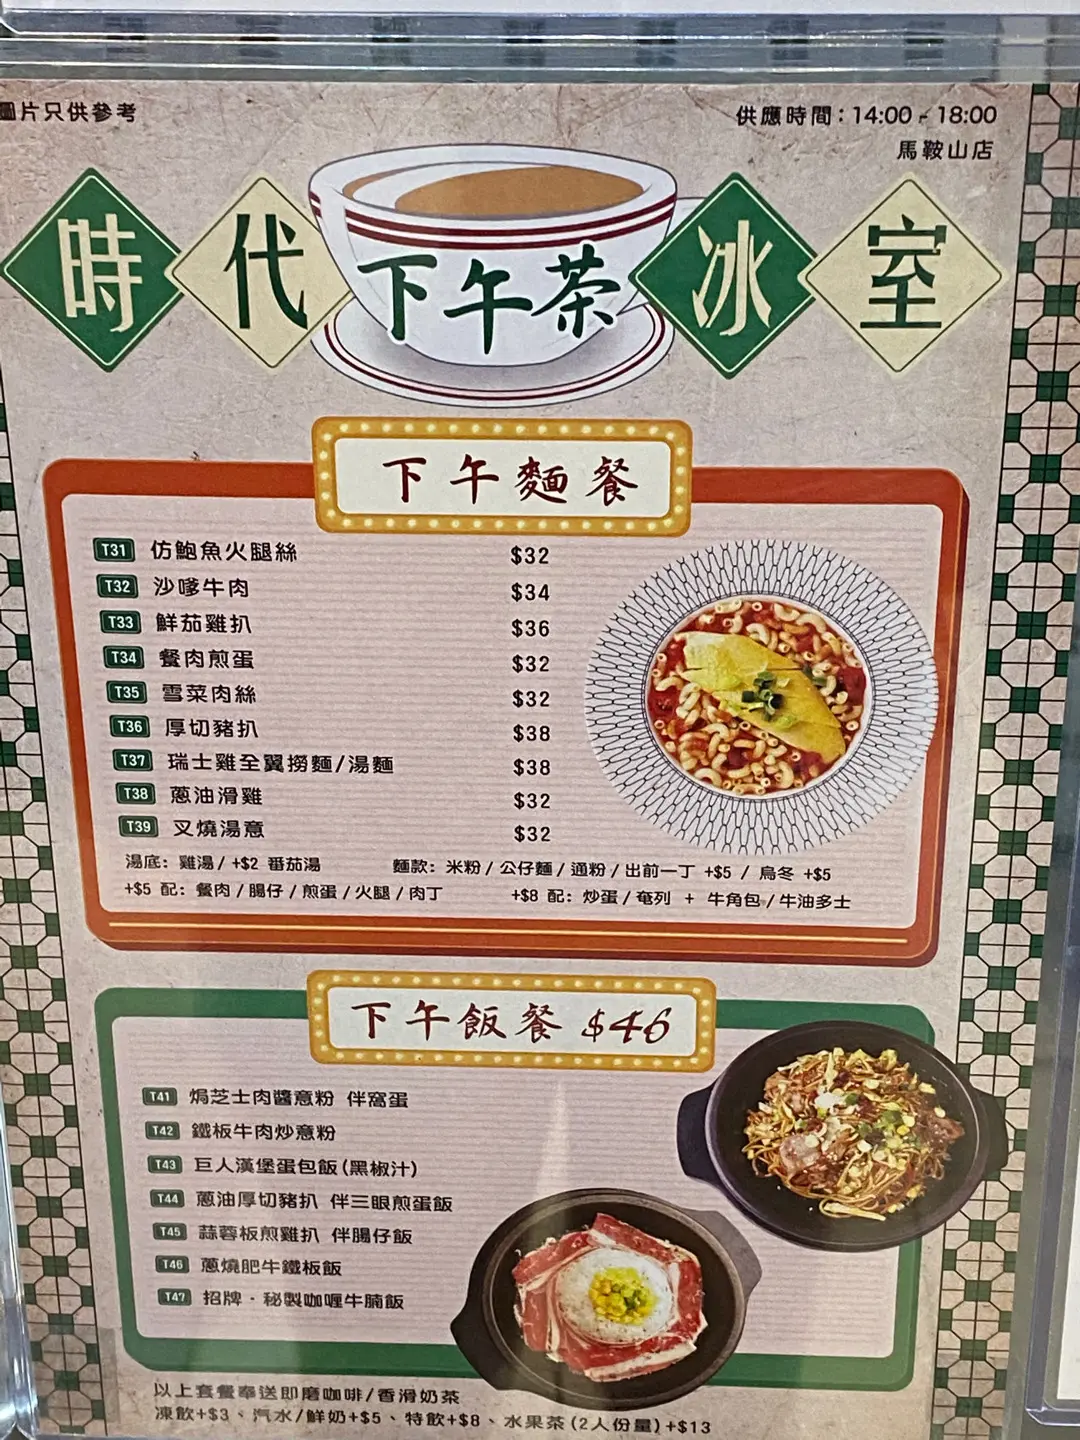 圖片只供參考
供應時間：14:00 - 18:00
馬鞍山店
時代 下午茶 冰室
下午麵餐
T31 仿鮑魚火腿絲 $32
T32 沙嗲牛肉 $34
T33 鮮茄雞扒 $36
T34 餐肉煎蛋 $32
T35 雪菜肉絲 $32
T36 厚切豬扒 $38
T37 瑞士雞全翼撈麵/湯麵 $38
T38 蔥油滑雞 $32
T39 叉燒湯意 $32
湯底：雞湯/ +$2 番茄湯 麵款：米粉/公仔麵/通粉/出前一丁 +$5 / 烏冬 +$5
+$5 配：餐肉/腸仔/煎蛋/火腿/肉丁 +$8 配：炒蛋/奄列 + 牛角包/牛油多士
下午飯餐 $46
T41 焗芝士肉醬意粉 伴窩蛋
T42 鐵板牛肉炒意粉
T43 巨人漢堡蛋包飯(黑椒汁)
T44 蔥油厚切豬扒 伴三眼煎蛋飯
T45 蒜蓉板煎雞扒 伴腸仔飯
T46 蔥燒肥牛鐵板飯
T47 招牌・秘製咖喱牛腩飯
以上套餐奉送即磨咖啡/香滑奶茶
凍飲+$3、汽水/鮮奶+$5、特飲+$8、水果茶(2人份量)+$13